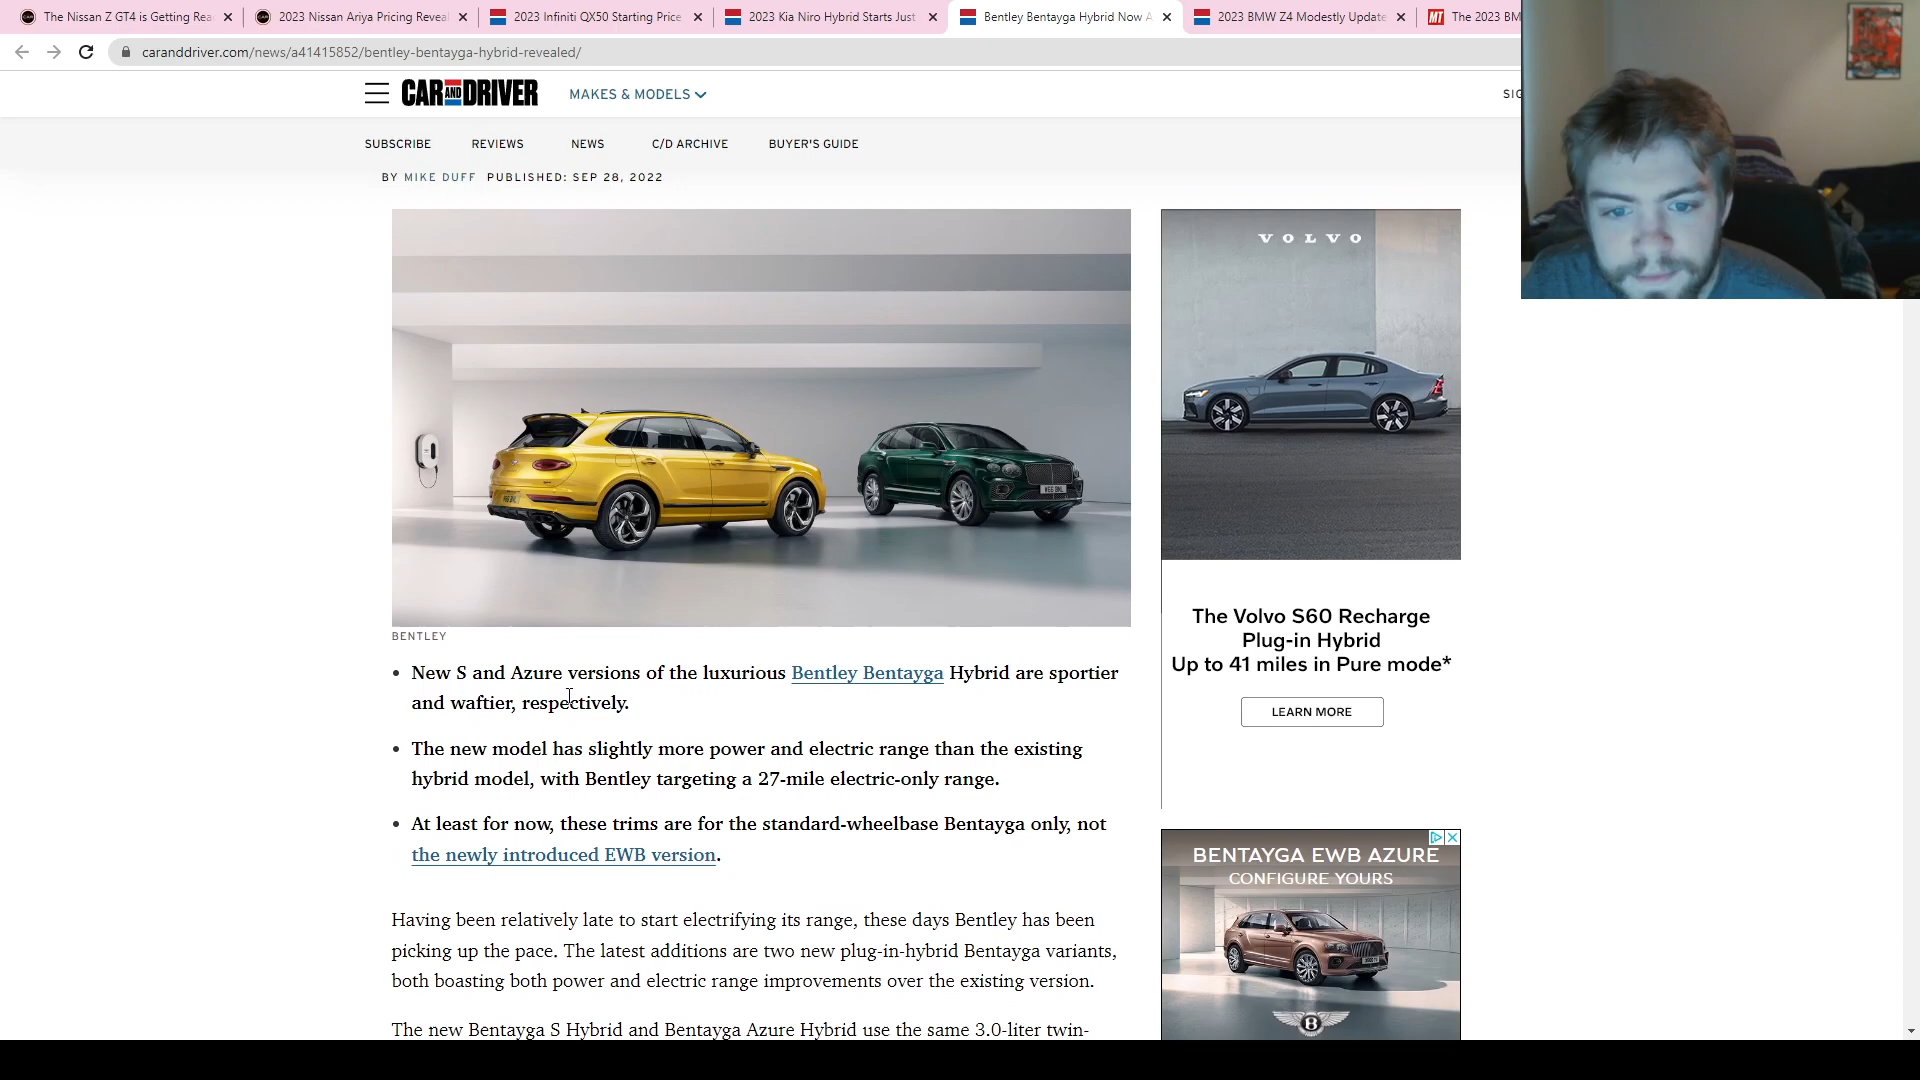 The Nissan Z GT4 is Getting Rea
2023 Nissan Ariya Pricing Reveal
2023 Infiniti QX50 Starting Price
2023 Kia Niro Hybrid Starts Just
Bentley Bentayga Hybrid Now A
2023 BMW Z4 Modestly Update
MT The 2023 BM
caranddriver.com/news/a41415852/bentley-bentayga-hybrid-revealed/
CAR AND DRIVER
MAKES & MODELS
SIG
SUBSCRIBE
REVIEWS
NEWS
C/D ARCHIVE
BUYER'S GUIDE
BY MIKE DUFF PUBLISHED: SEP 28, 2022
VOLVO
The Volvo S60 Recharge
Plug-in Hybrid
Up to 41 miles in Pure mode*
LEARN MORE
BENTLEY
• New S and Azure versions of the luxurious Bentley Bentayga Hybrid are sportier
and waftier, respectively.
• The new model has slightly more power and electric range than the existing
hybrid model, with Bentley targeting a 27-mile electric-only range.
• At least for now, these trims are for the standard-wheelbase Bentayga only, not
the newly introduced EWB version.
BENTAYGA EWB AZURE
CONFIGURE YOURS
B
Having been relatively late to start electrifying its range, these days Bentley has been
picking up the pace. The latest additions are two new plug-in-hybrid Bentayga variants,
both boasting both power and electric range improvements over the existing version.
The new Bentayga S Hybrid and Bentayga Azure Hybrid use the same 3.0-liter twin-